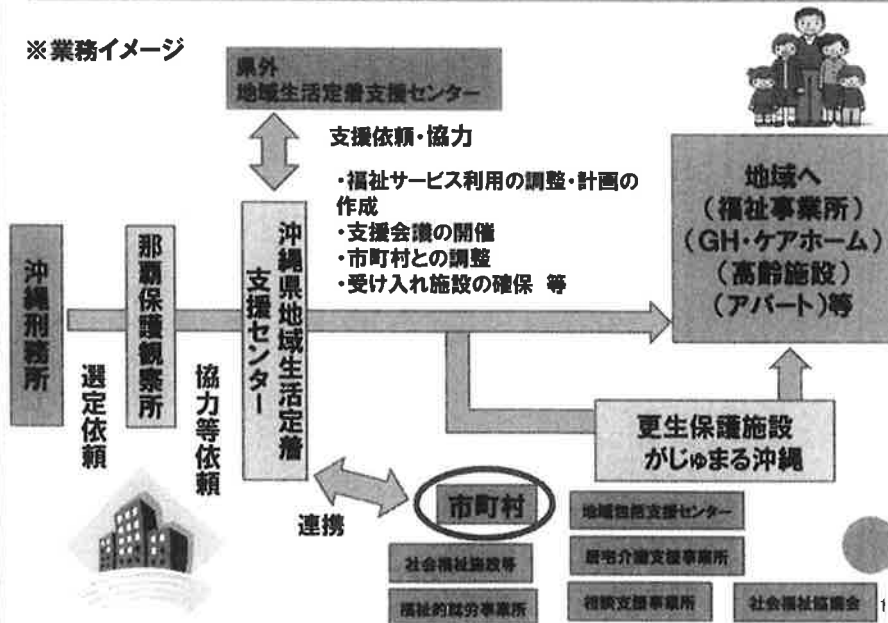 ※業務イメージ
県外
地域生活定着支援センター
支援依頼・協力
・福祉サービス利用の調整・計画の
作成
・支援会議の開催
・市町村との調整
・受け入れ施設の確保 等
地域へ
(福祉事業所)
(GH・ケアホーム)
(高齢施設)
(アパート)等
沖縄刑務所
選定依頼
那覇保護観察所
協力等依頼
沖縄県地域生活定着
支援センター
更生保護施設
がじゅまる沖縄
連携
市町村
地域包括支援センター
社会福祉施設等
居宅介護支援事業所
福祉的就労事業所
相談支援事業所
社会福祉協議会
1